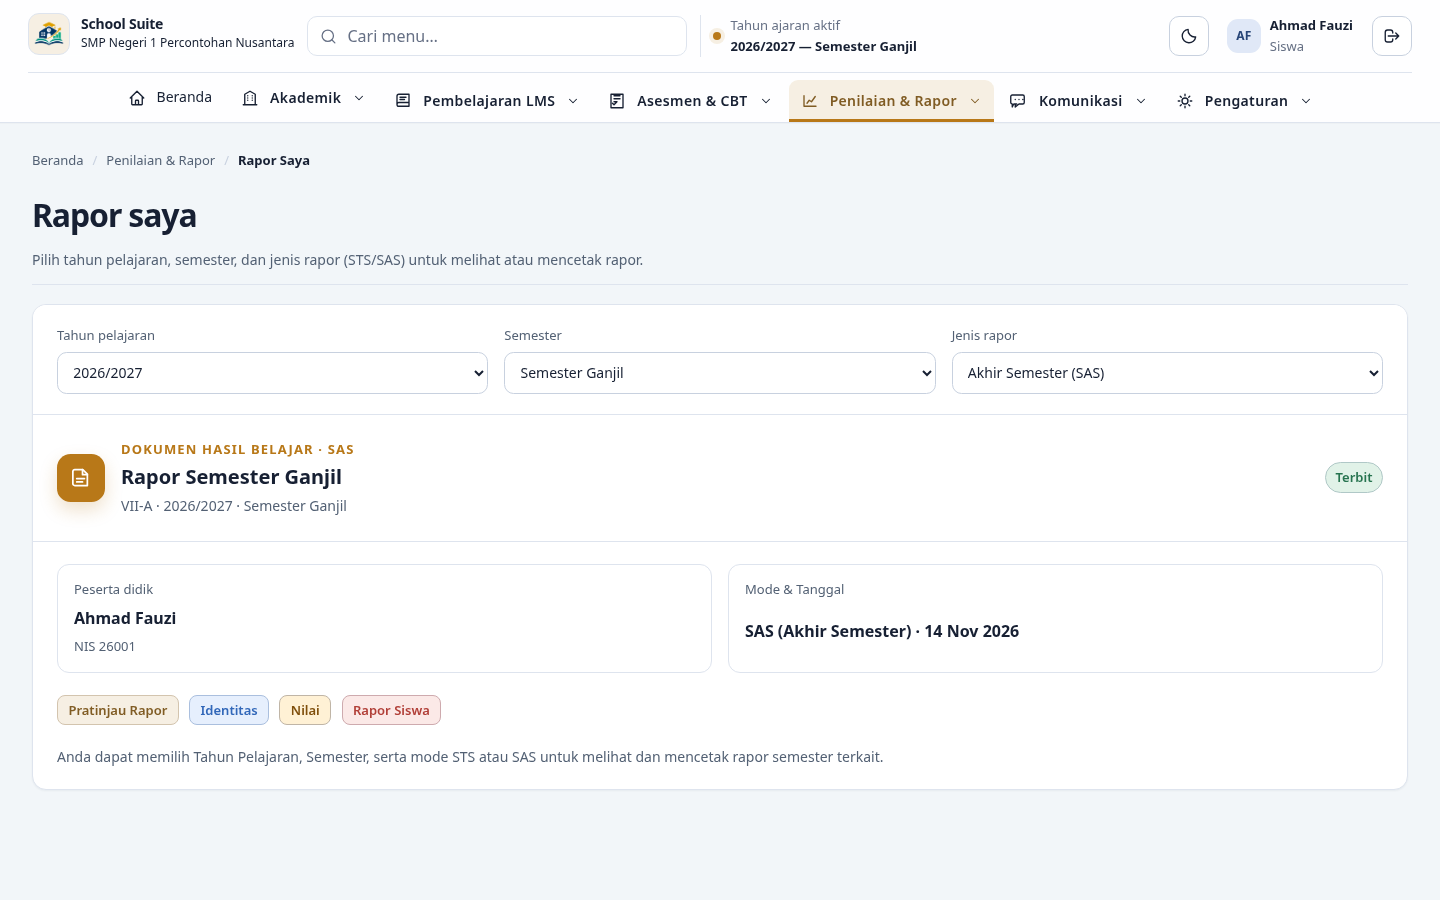 School Suite
SMP Negeri 1 Percontohan Nusantara
Cari menu...
Tahun ajaran aktif
2026/2027 — Semester Ganjil
AF
Ahmad Fauzi
Siswa
Beranda
Akademik
Pembelajaran LMS
Asesmen & CBT
Penilaian & Rapor
Komunikasi
Pengaturan
Beranda / Penilaian & Rapor / Rapor Saya
Rapor saya
Pilih tahun pelajaran, semester, dan jenis rapor (STS/SAS) untuk melihat atau mencetak rapor.
Tahun pelajaran
Semester
Jenis rapor
2026/2027
Semester Ganjil
Akhir Semester (SAS)
DOKUMEN HASIL BELAJAR · SAS
Rapor Semester Ganjil
VII-A · 2026/2027 · Semester Ganjil
Terbit
Peserta didik
Ahmad Fauzi
NIS 26001
Mode & Tanggal
SAS (Akhir Semester) · 14 Nov 2026
Pratinjau Rapor
Identitas
Nilai
Rapor Siswa
Anda dapat memilih Tahun Pelajaran, Semester, serta mode STS atau SAS untuk melihat dan mencetak rapor semester terkait.